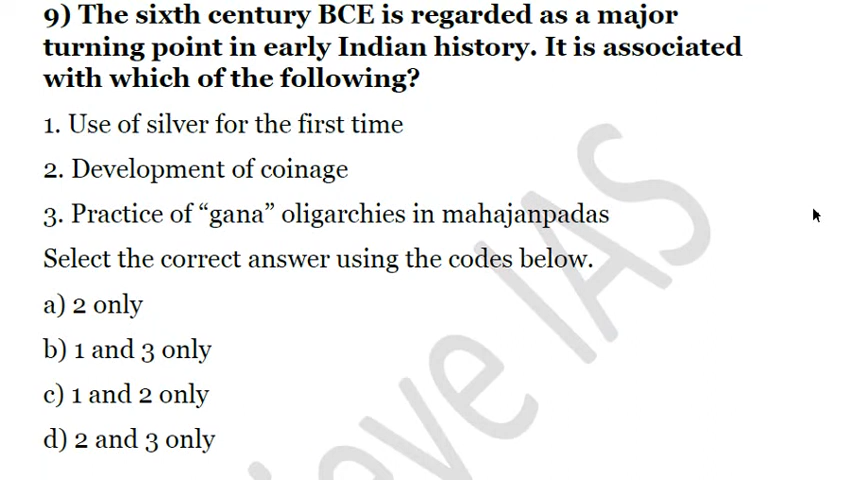 9) The sixth century BCE is regarded as a major
turning point in early Indian history. It is associated
with which of the following?
1. Use of silver for the first time
2. Development of coinage
3. Practice of “gana” oligarchies in mahajanpadas
Select the correct answer using the codes below.
a) 2 only
b) 1 and 3 only
c) 1 and 2 only
d) 2 and 3 only
eve IAS